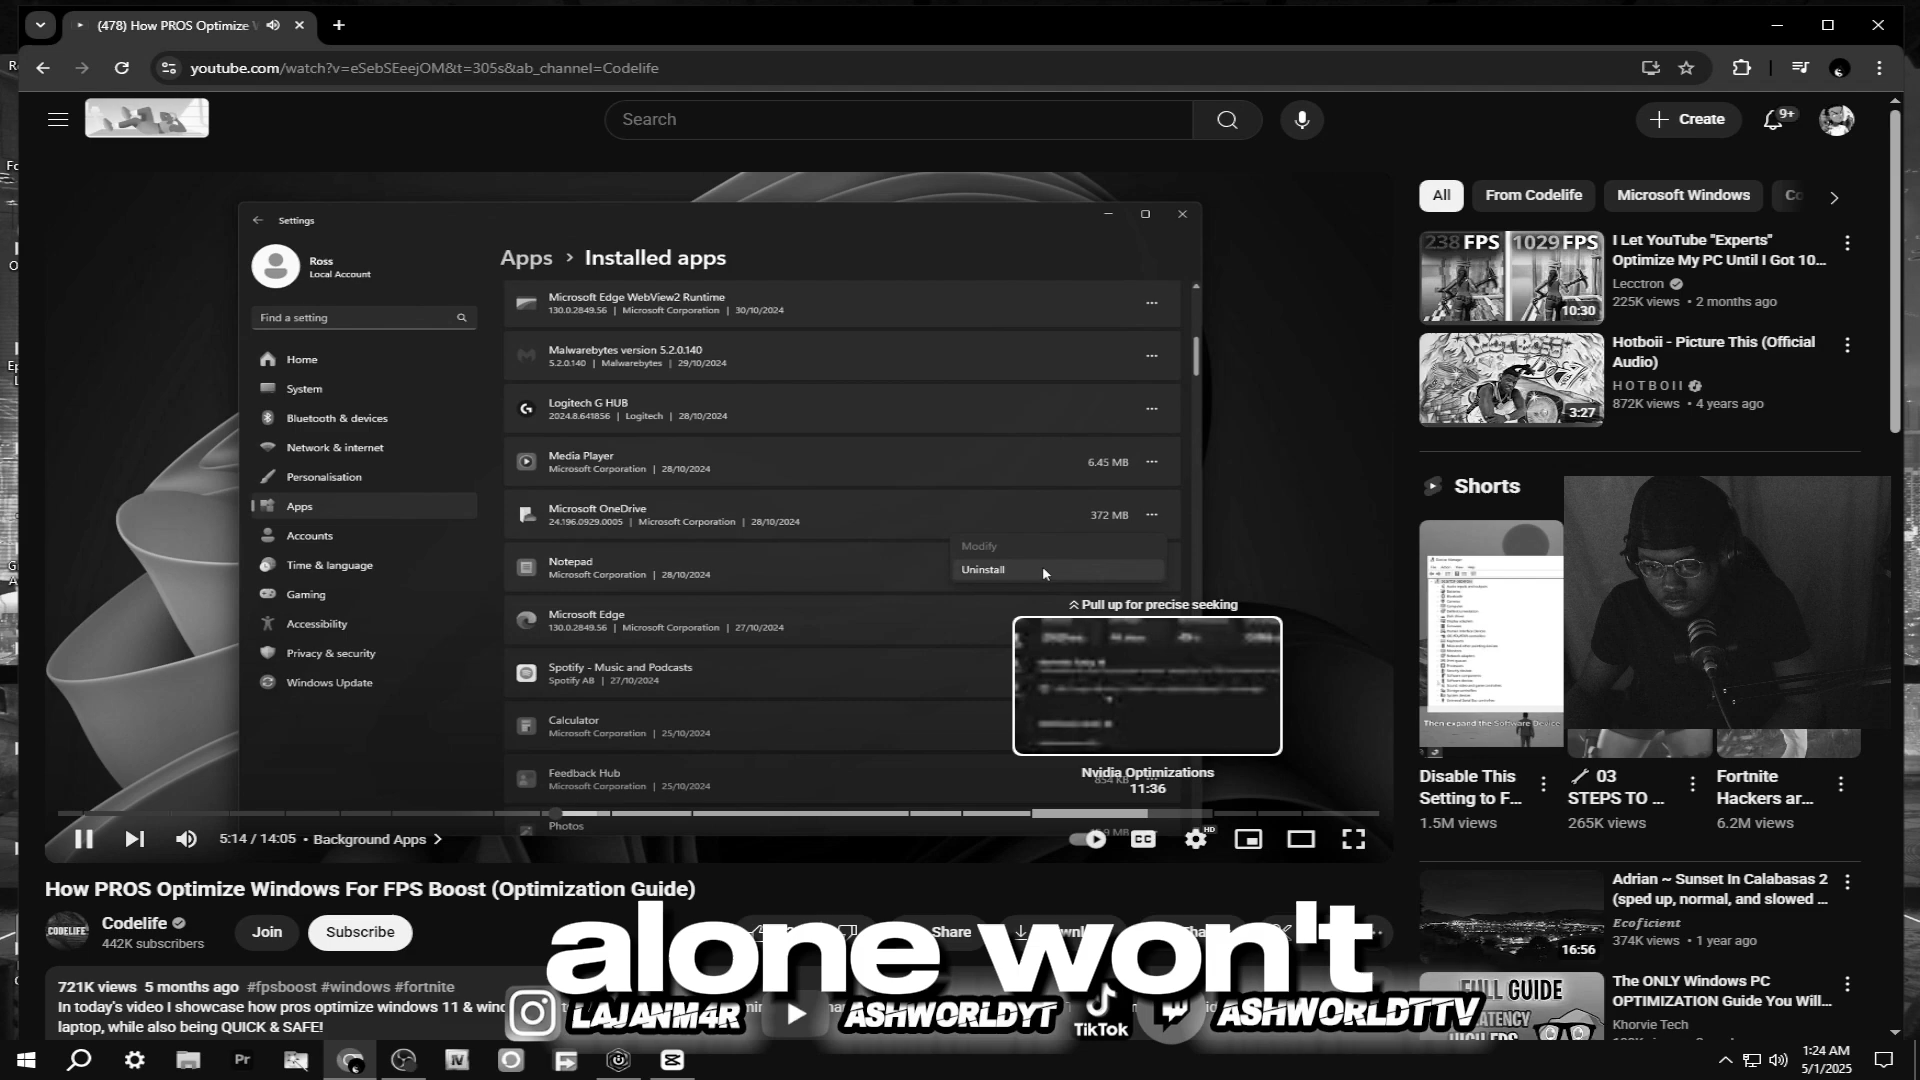 (478) How PROS Optimize
youtube.com/watch?v=eSebSEeejOM&t=305s&ab_channel=Codelife
Search
Create
9+
Settings
Ross
Local Account
Find a setting
Home
System
Bluetooth & devices
Network & internet
Personalisation
Apps
Accounts
Time & language
Gaming
Accessibility
Privacy & security
Windows Update
Apps > Installed apps
Microsoft Edge WebView2 Runtime
130.0.2849.56 | Microsoft Corporation | 30/10/2024
Malwarebytes version 5.2.0.140
5.2.0.140 | Malwarebytes | 29/10/2024
Logitech G HUB
2024.8.641856 | Logitech | 28/10/2024
Media Player
Microsoft Corporation | 28/10/2024
6.45 MB
Microsoft OneDrive
24.196.0929.0005 | Microsoft Corporation | 28/10/2024
372 MB
Modify
Uninstall
Notepad
Microsoft Corporation | 28/10/2024
Microsoft Edge
130.0.2849.56 | Microsoft Corporation | 27/10/2024
Spotify - Music and Podcasts
Spotify AB | 27/10/2024
Calculator
Microsoft Corporation | 25/10/2024
Feedback Hub
Microsoft Corporation | 25/10/2024
854 KB
Photos
Pull up for precise seeking
Nvidia Optimizations
11:36
5:14 / 14:05 • Background Apps >
CC
HD
How PROS Optimize Windows For FPS Boost (Optimization Guide)
CODELIFE
Codelife
442K subscribers
Join
Subscribe
Share
721K views 5 months ago #fpsboost #windows #fortnite
In today's video I showcase how pros optimize windows 11 &
laptop, while also being QUICK & SAFE!
alone won't
LAJANM4R
ASHWORLDYT
TikTok
ASHWORLDTTV
All
From Codelife
Microsoft Windows
Co
238 FPS
1029 FPS
10:30
I Let YouTube "Experts"
Optimize My PC Until I Got 10...
Lecctron
225K views • 2 months ago
3:27
Hotboii - Picture This (Official
Audio)
H O T B O I I
872K views • 4 years ago
Shorts
Then expand the Software Device
Disable This
Setting to F...
1.5M views
03
STEPS TO ...
265K views
Fortnite
Hackers ar...
6.2M views
16:56
Adrian ~ Sunset In Calabasas 2
(sped up, normal, and slowed ...
Ecoficient
374K views • 1 year ago
FULL GUIDE
The ONLY Windows PC
OPTIMIZATION Guide You Will...
Khorvie Tech
Pr
1:24 AM
5/1/2025